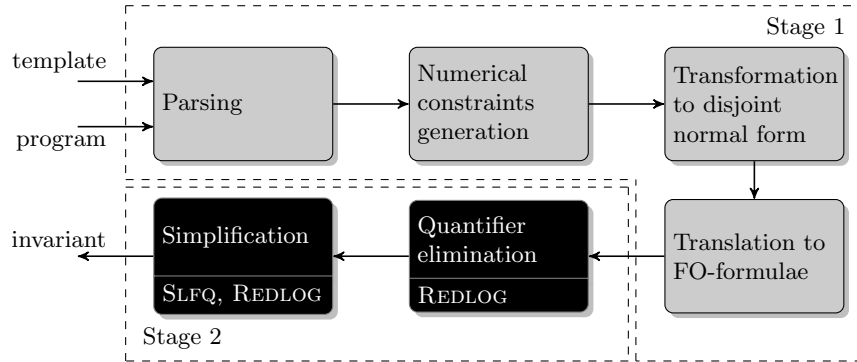 Stage 1
template
program
Parsing
Numerical
constraints
generation
Transformation
to disjoint
normal form
invariant
Simplification
SLFQ, REDLOG
Quantifier
elimination
REDLOG
Translation to
FO-formulae
Stage 2